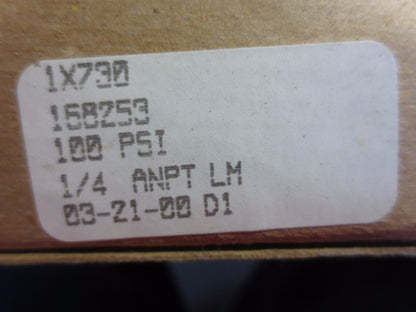 1X730
168253
100 PSI
1/4 ANPT LM
03-21-00 D1